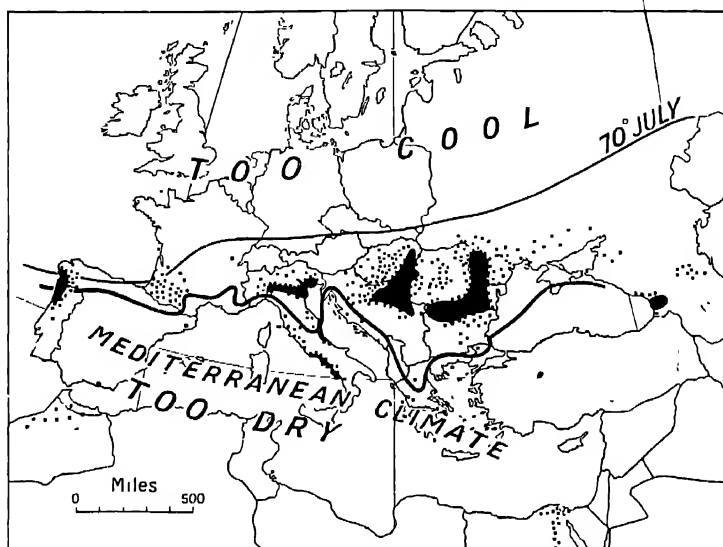 TOO COOL
70° JULY
MEDITERRANEAN CLIMATE
TOO DRY
Miles
0 500